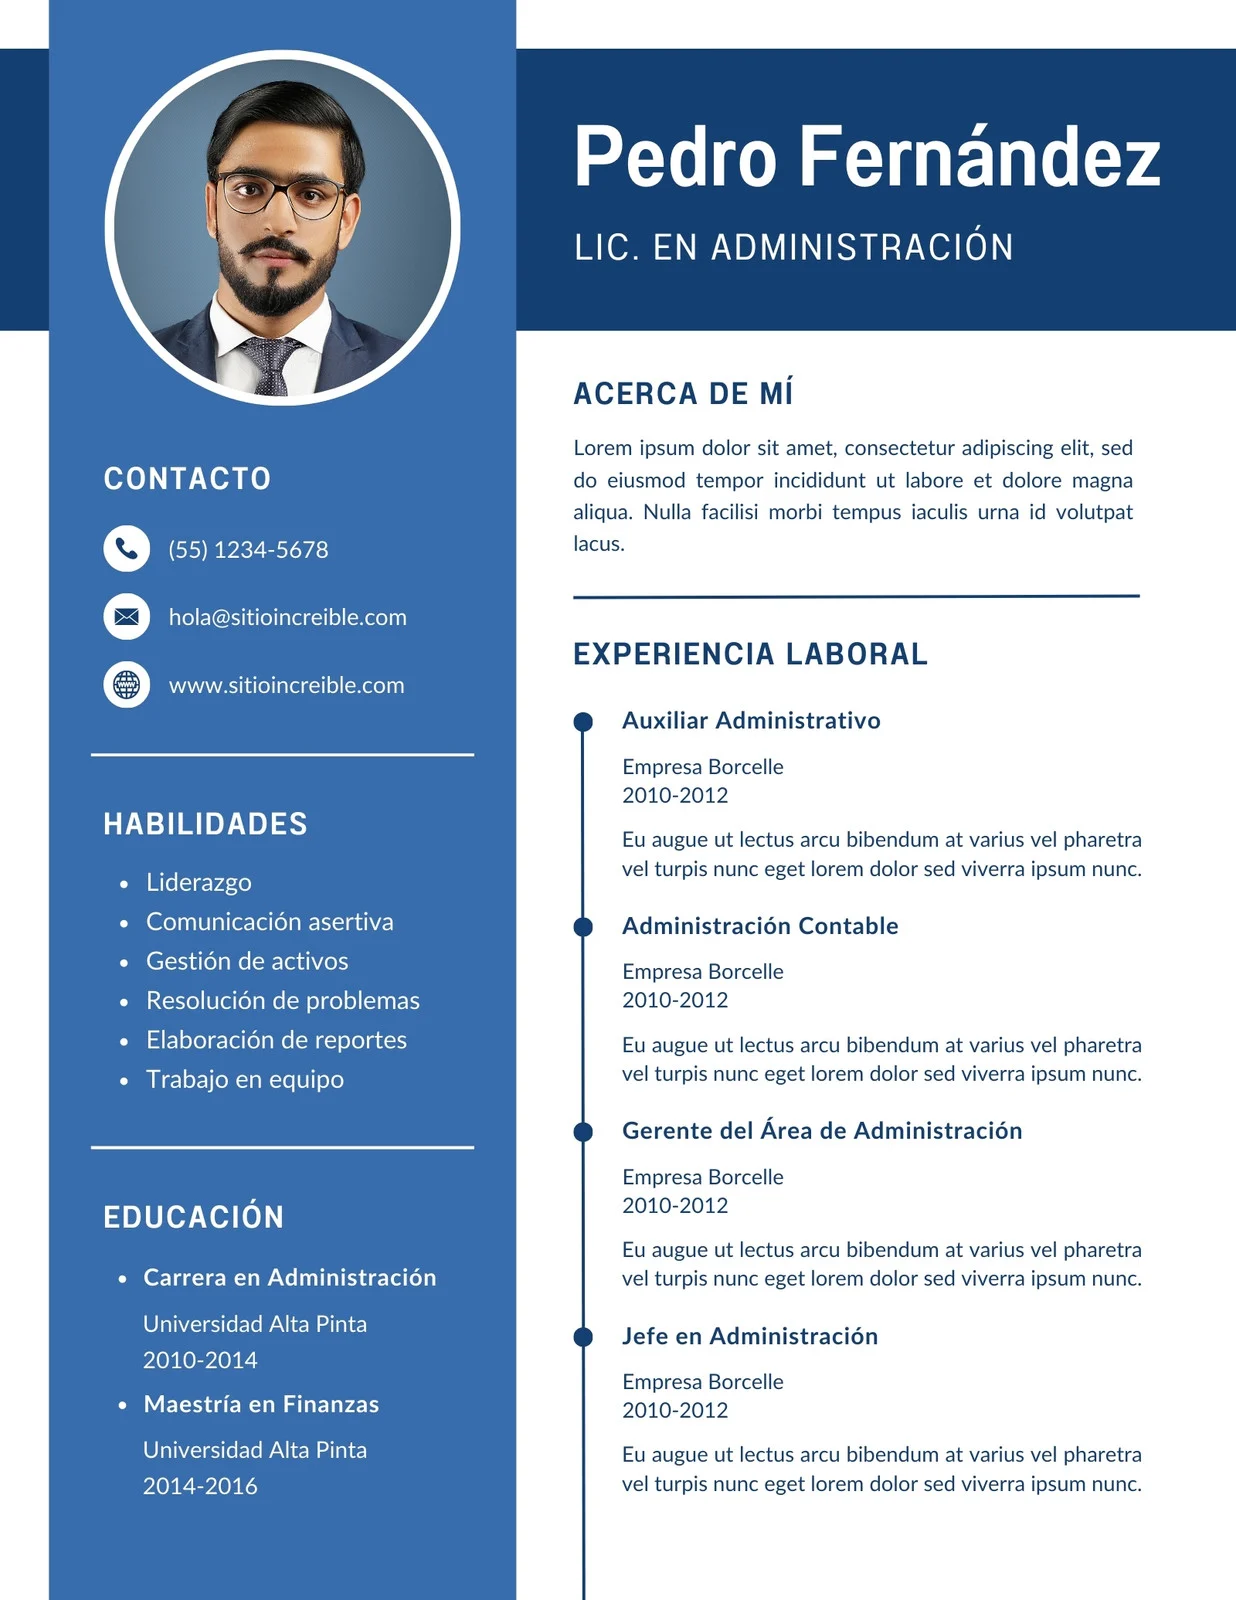 Pedro Fernández
LIC. EN ADMINISTRACIÓN
CONTACTO
(55) 1234-5678
hola@sitioincreible.com
www
www.sitioincreible.com
HABILIDADES
• Liderazgo
• Comunicación asertiva
• Gestión de activos
• Resolución de problemas
• Elaboración de reportes
• Trabajo en equipo
EDUCACIÓN
• Carrera en Administración
Universidad Alta Pinta
2010-2014
• Maestría en Finanzas
Universidad Alta Pinta
2014-2016
ACERCA DE MÍ
Lorem ipsum dolor sit amet, consectetur adipiscing elit, sed
do eiusmod tempor incididunt ut labore et dolore magna
aliqua. Nulla facilisi morbi tempus iaculis urna id volutpat
lacus.
EXPERIENCIA LABORAL
Auxiliar Administrativo
Empresa Borcelle
2010-2012
Eu augue ut lectus arcu bibendum at varius vel pharetra
vel turpis nunc eget lorem dolor sed viverra ipsum nunc.
Administración Contable
Empresa Borcelle
2010-2012
Eu augue ut lectus arcu bibendum at varius vel pharetra
vel turpis nunc eget lorem dolor sed viverra ipsum nunc.
Gerente del Área de Administración
Empresa Borcelle
2010-2012
Eu augue ut lectus arcu bibendum at varius vel pharetra
vel turpis nunc eget lorem dolor sed viverra ipsum nunc.
Jefe en Administración
Empresa Borcelle
2010-2012
Eu augue ut lectus arcu bibendum at varius vel pharetra
vel turpis nunc eget lorem dolor sed viverra ipsum nunc.